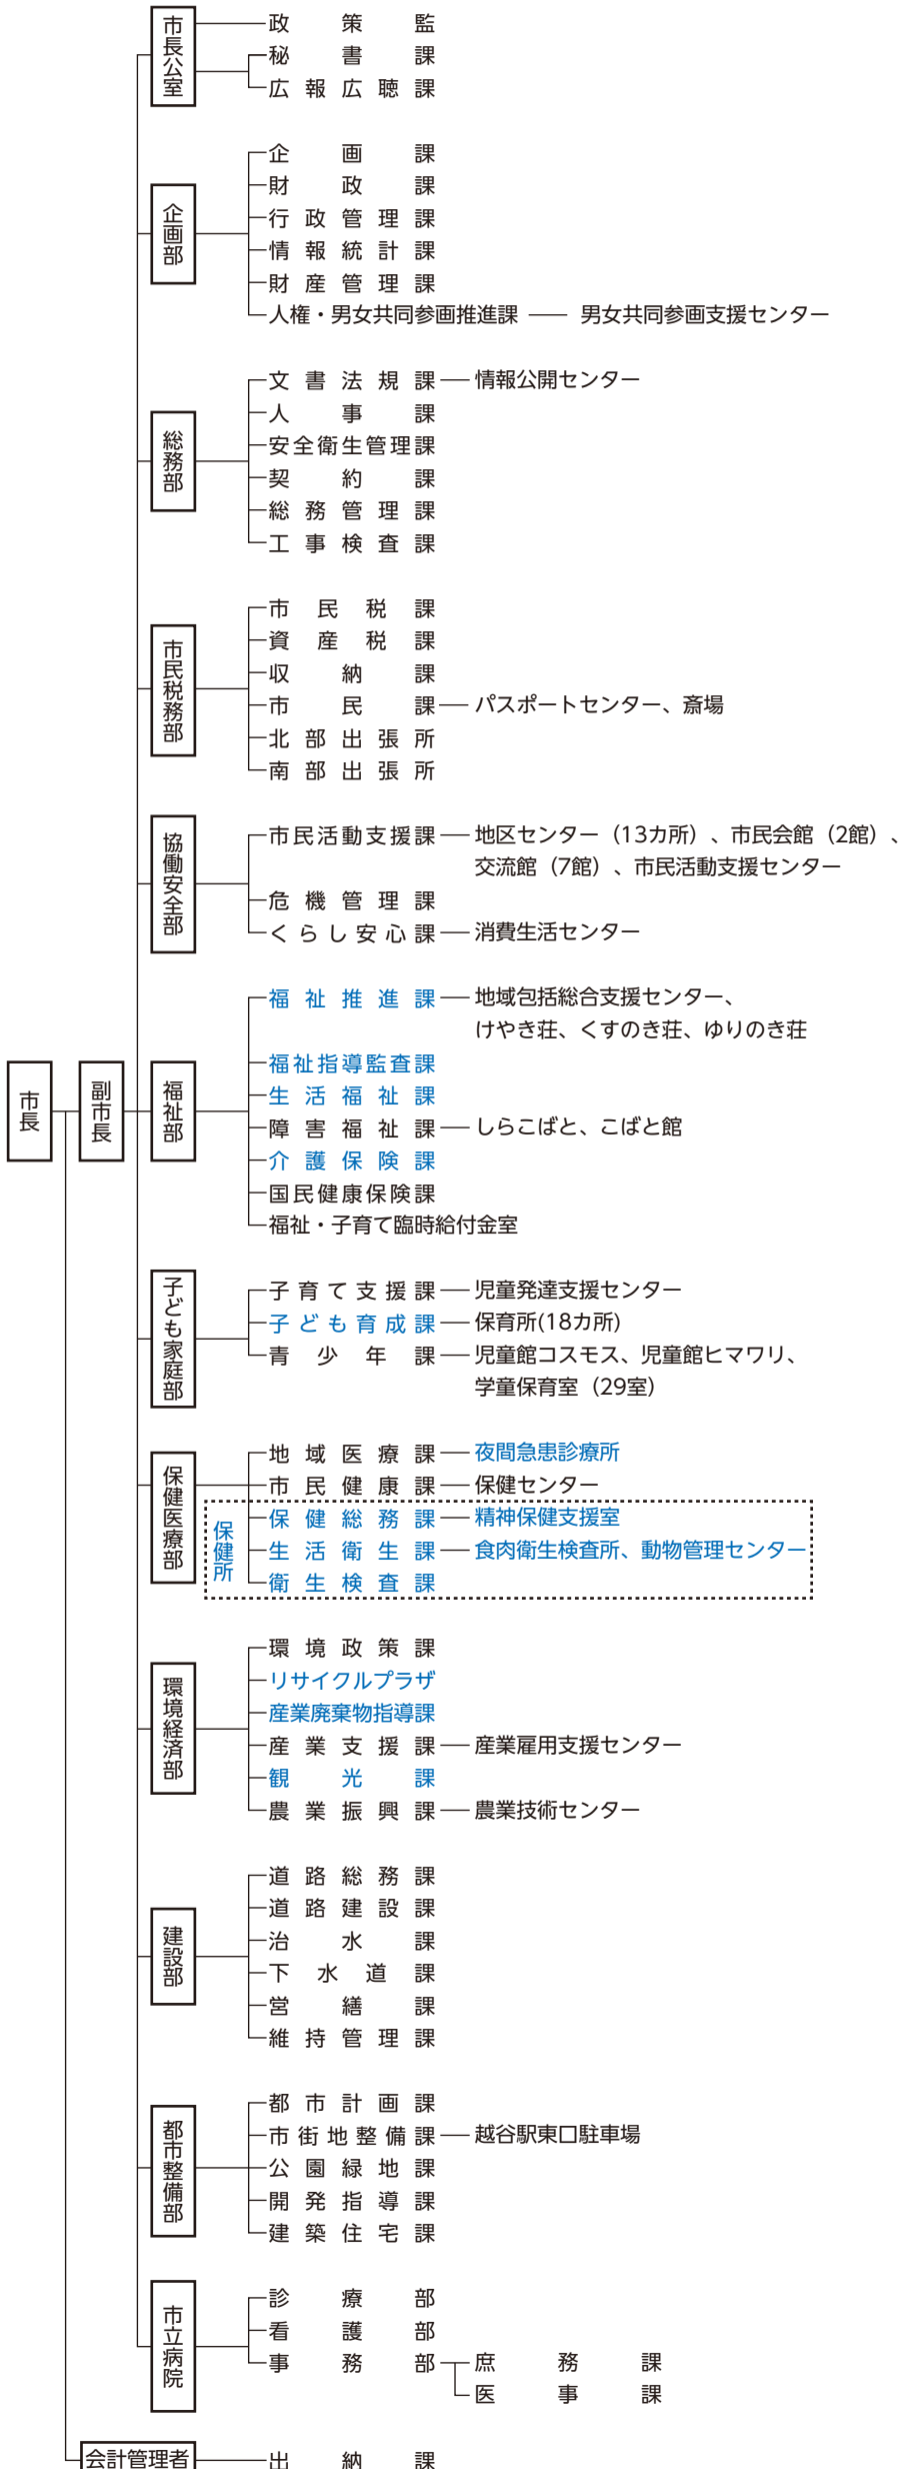 市長
副市長
市長公室
政策監
秘書課
広報広聴課
企画部
企画課
財政課
行政管理課
情報統計課
財産管理課
人権・男女共同参画推進課 男女共同参画支援センター
総務部
文書法規課 情報公開センター
人事課
安全衛生管理課
契約課
総務管理課
工事検査課
市民税務部
市民税課
資産税課
収納課
市民課 パスポートセンター、斎場
北部出張所
南部出張所
協働安全部
市民活動支援課 地区センター（13カ所）、市民会館（2館）、
交流館（7館）、市民活動支援センター
危機管理課
くらし安心課 消費生活センター
福祉部
福祉推進課 地域包括総合支援センター、
けやき荘、くすのき荘、ゆりのき荘
福祉指導監査課
生活福祉課
障害福祉課 しらこばと、こばと館
介護保険課
国民健康保険課
福祉・子育て臨時給付金室
子ども家庭部
子育て支援課 児童発達支援センター
子ども育成課 保育所(18カ所)
青少年課 児童館コスモス、児童館ヒマワリ、
学童保育室（29室）
保健医療部
地域医療課 夜間急患診療所
市民健康課 保健センター
保健所
保健総務課 精神保健支援室
生活衛生課 食肉衛生検査所、動物管理センター
衛生検査課
環境経済部
環境政策課
リサイクルプラザ
産業廃棄物指導課
産業支援課 産業雇用支援センター
観光課
農業振興課 農業技術センター
建設部
道路総務課
道路建設課
治水課
下水道課
営繕課
維持管理課
都市整備部
都市計画課
市街地整備課 越谷駅東口駐車場
公園緑地課
開発指導課
建築住宅課
市立病院
診療部
看護部
事務部 庶務課
医事課
会計管理者 出納課